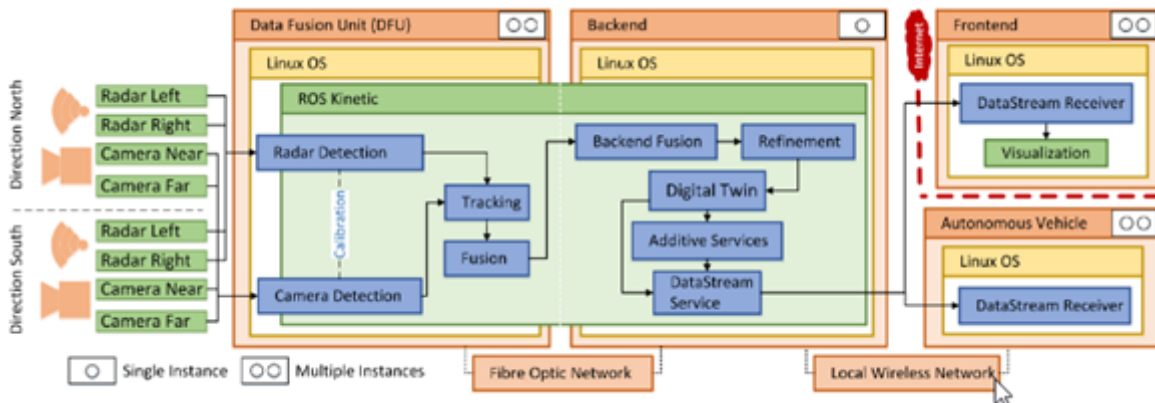 Data Fusion Unit (DFU)
Backend
Internet
Frontend
Linux OS
Linux OS
Linux OS
Direction North
Radar Left
Radar Right
Camera Near
Camera Far
ROS Kinetic
Radar Detection
Calibration
Tracking
Fusion
Camera Detection
Backend Fusion
Refinement
Digital Twin
Additive Services
DataStream
Service
DataStream Receiver
Visualization
Direction South
Radar Left
Radar Right
Camera Near
Camera Far
Autonomous Vehicle
Linux OS
DataStream Receiver
Single Instance
Multiple Instances
Fibre Optic Network
Local Wireless Network